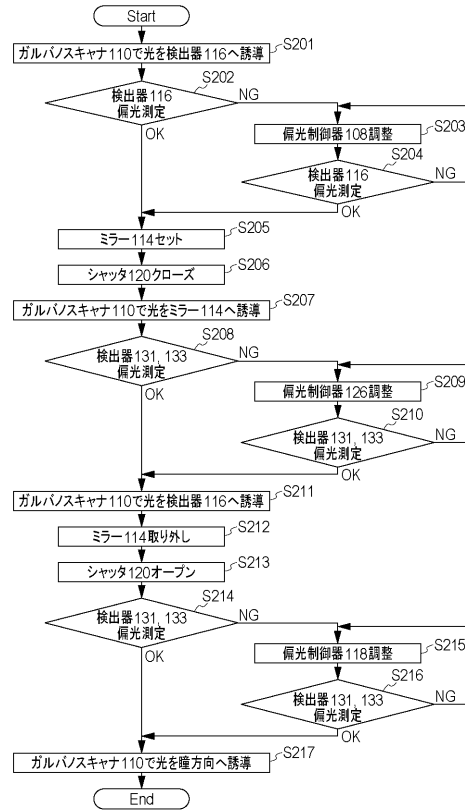 Start
ガルバノスキャナ110で光を検出器116へ誘導
S201
S202
検出器116
偏光測定
NG
OK
偏光制御器108調整
S203
S204
検出器116
偏光測定
NG
OK
ミラー114セット
S205
シャッタ120クローズ
S206
ガルバノスキャナ110で光をミラー114へ誘導
S207
S208
検出器131, 133
偏光測定
NG
OK
偏光制御器126調整
S209
S210
検出器131, 133
偏光測定
NG
OK
ガルバノスキャナ110で光を検出器116へ誘導
S211
ミラー114取り外し
S212
シャッタ120オープン
S213
S214
検出器131, 133
偏光測定
NG
OK
偏光制御器118調整
S215
S216
検出器131, 133
偏光測定
NG
OK
ガルバノスキャナ110で光を瞳方向へ誘導
S217
End